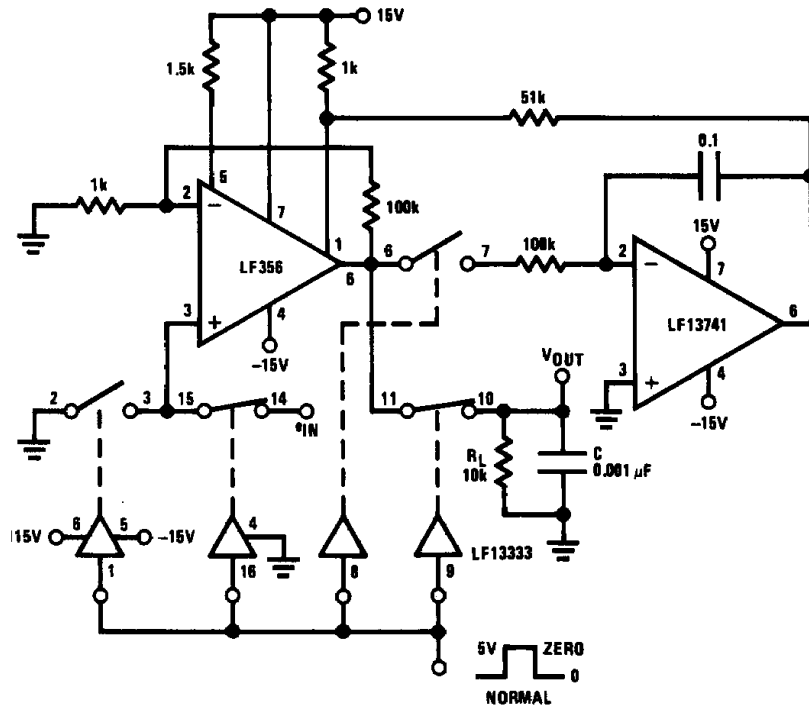 15V
1.5k
1k
51k
0.1
1k
2
5
7
100k
1
LF356
6
6
7
100k
2
15V
7
LF13741
6
3
4
-15V
3
4
-15V
VOUT
2
3
15
14
eIN
11
10
RL
10k
C
0.001 μF
6
5
15V
-15V
1
4
16
8
9
LF13333
5V
ZERO
0
NORMAL